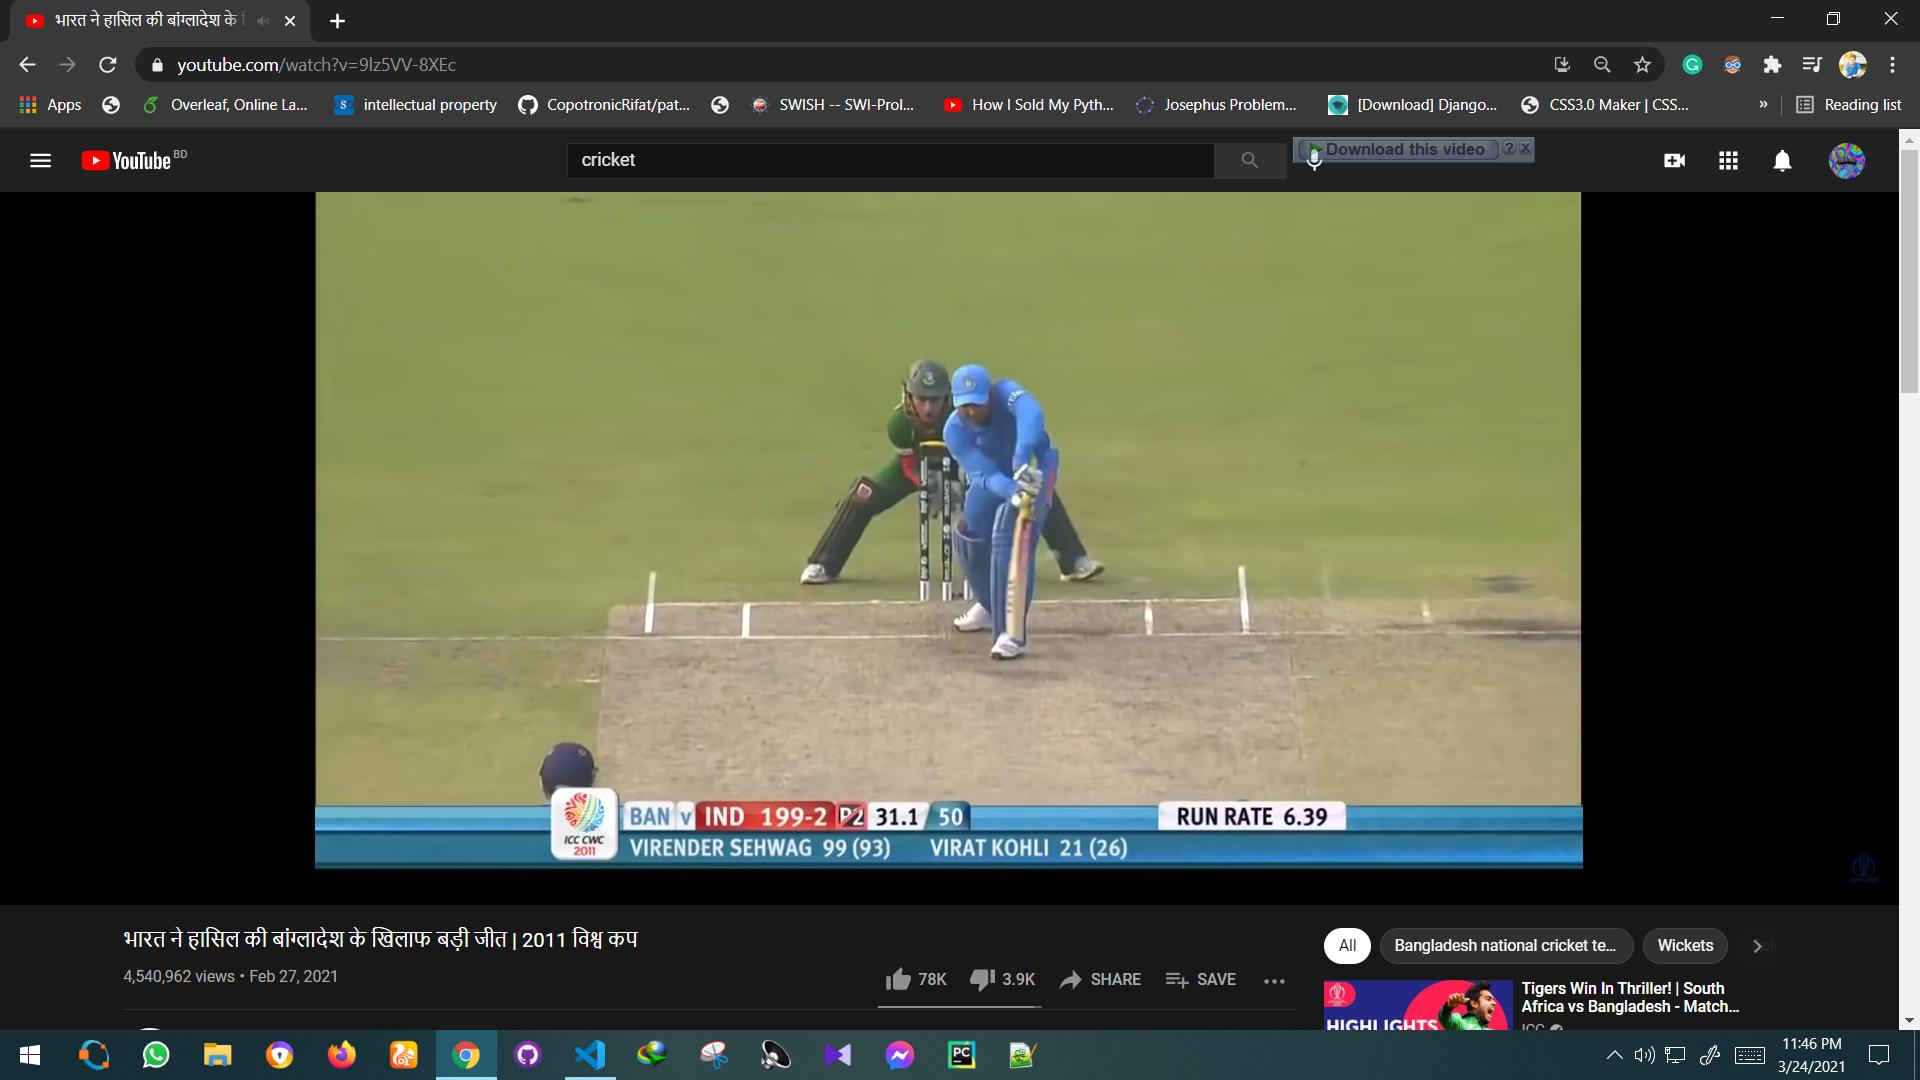 भारत ने हासिल की बांग्लादेश के
youtube.com/watch?v=9lz5VV-8XEc
Apps
Overleaf, Online La...
intellectual property
CopotronicRifat/pat...
SWISH -- SWI-Prol...
How I Sold My Pyth...
Josephus Problem...
[Download] Django...
CSS3.0 Maker | CSS...
»
Reading list
YouTube BD
cricket
Download this video
BAN v IND 199-2 P2 31.1 50
RUN RATE 6.39
ICC CWC
2011
VIRENDER SEHWAG 99 (93) VIRAT KOHLI 21 (26)
भारत ने हासिल की बांग्लादेश के खिलाफ बड़ी जीत | 2011 विश्व कप
4,540,962 views • Feb 27, 2021
78K
3.9K
SHARE
SAVE
All
Bangladesh national cricket te...
Wickets
HIGHLIGHTS
Tigers Win In Thriller! | South
Africa vs Bangladesh - Match...
ICC
11:46 PM
3/24/2021